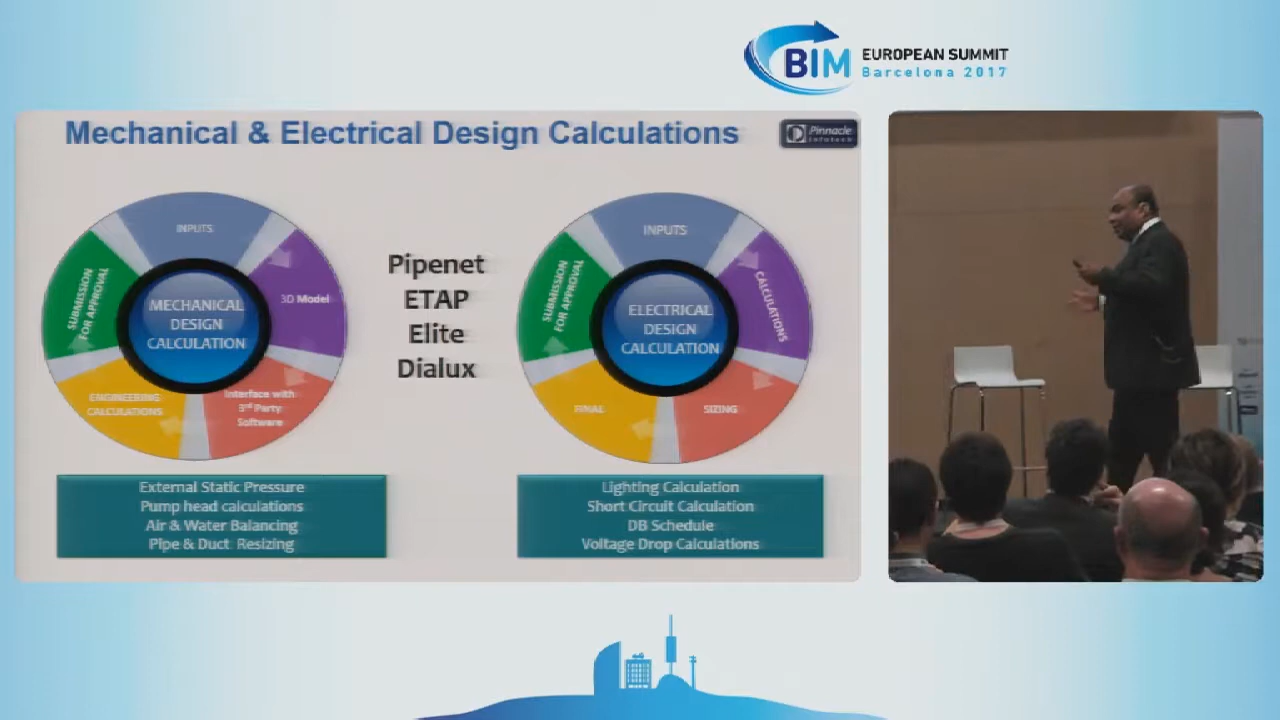 BIM
EUROPEAN SUMMIT
Barcelona 2017
Mechanical & Electrical Design Calculations
Pinnacle
Infotech
INPUTS
3D Model
Interface with
3rd Party
Software
ENGINEERING
CALCULATIONS
SUBMISSION
FOR APPROVAL
MECHANICAL
DESIGN
CALCULATION
Pipenet
ETAP
Elite
Dialux
INPUTS
CALCULATIONS
SIZING
FINAL
SUBMISSION
FOR APPROVAL
ELECTRICAL
DESIGN
CALCULATION
External Static Pressure
Pump head calculations
Air & Water Balancing
Pipe & Duct Resizing
Lighting Calculation
Short Circuit Calculation
DB Schedule
Voltage Drop Calculations